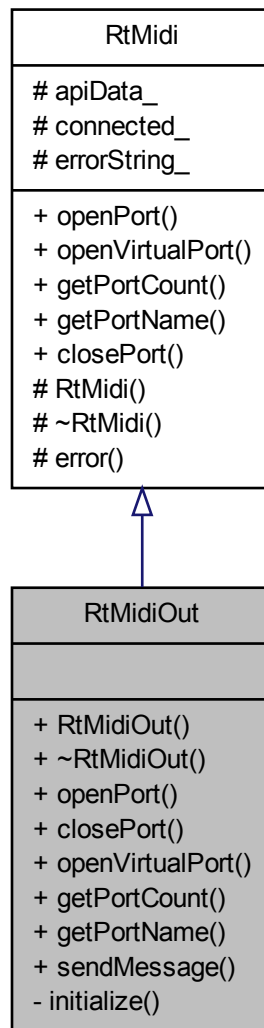 RtMidi
# apiData_
# connected_
# errorString_
+ openPort()
+ openVirtualPort()
+ getPortCount()
+ getPortName()
+ closePort()
# RtMidi()
# ~RtMidi()
# error()
RtMidiOut
+ RtMidiOut()
+ ~RtMidiOut()
+ openPort()
+ closePort()
+ openVirtualPort()
+ getPortCount()
+ getPortName()
+ sendMessage()
- initialize()